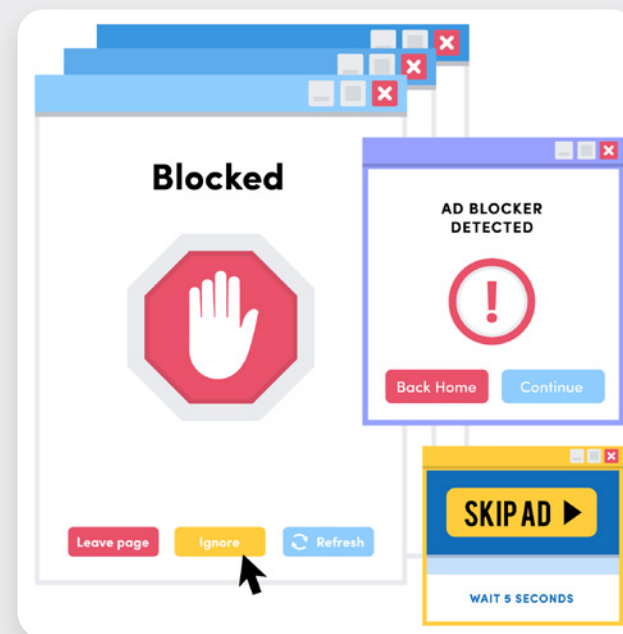 Blocked
Leave page
Ignore
Refresh
AD BLOCKER
DETECTED
!
Back Home
Continue
SKIP AD
WAIT 5 SECONDS